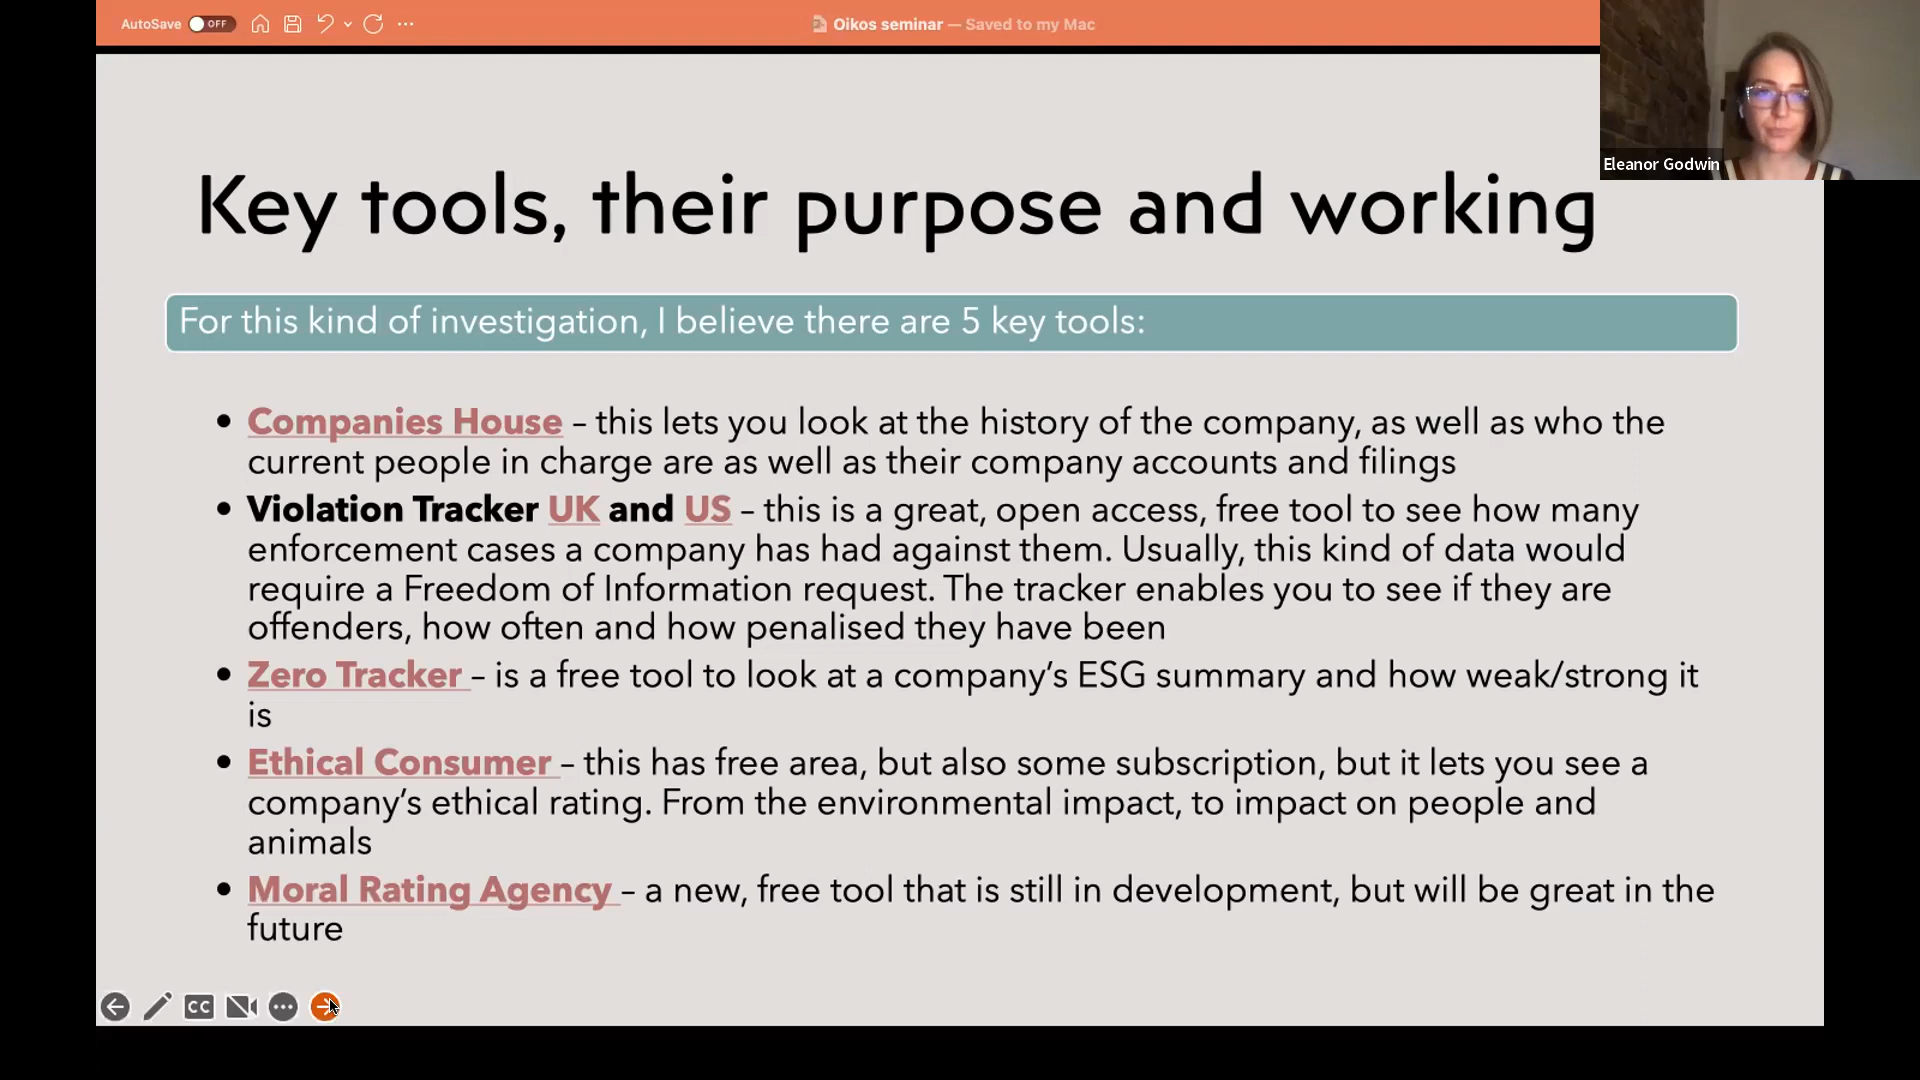 AutoSave OFF
Oikos seminar — Saved to my Mac
Eleanor Godwin
Key tools, their purpose and working
For this kind of investigation, I believe there are 5 key tools:
• Companies House – this lets you look at the history of the company, as well as who the
current people in charge are as well as their company accounts and filings
• Violation Tracker UK and US – this is a great, open access, free tool to see how many
enforcement cases a company has had against them. Usually, this kind of data would
require a Freedom of Information request. The tracker enables you to see if they are
offenders, how often and how penalised they have been
• Zero Tracker – is a free tool to look at a company’s ESG summary and how weak/strong it
is
• Ethical Consumer – this has free area, but also some subscription, but it lets you see a
company’s ethical rating. From the environmental impact, to impact on people and
animals
• Moral Rating Agency – a new, free tool that is still in development, but will be great in the
future
CC